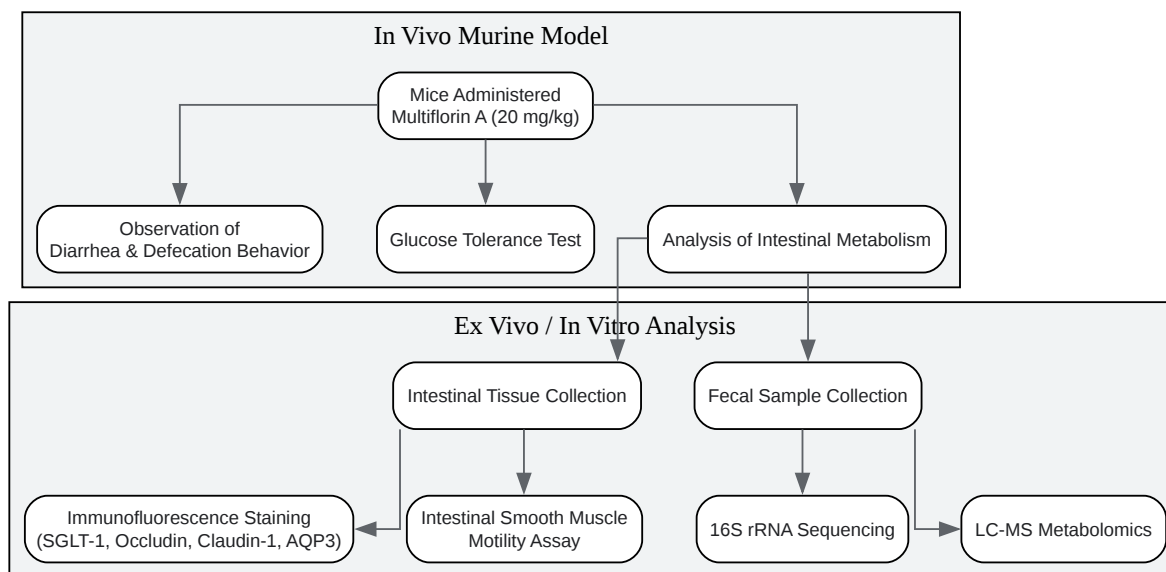 In Vivo Murine Model
Mice Administered
Multiflorin A (20 mg/kg)
Observation of
Diarrhea & Defecation Behavior
Glucose Tolerance Test
Analysis of Intestinal Metabolism
Ex Vivo / In Vitro Analysis
Intestinal Tissue Collection
Fecal Sample Collection
Immunofluorescence Staining
(SGLT-1, Occludin, Claudin-1, AQP3)
Intestinal Smooth Muscle
Motility Assay
16S rRNA Sequencing
LC-MS Metabolomics